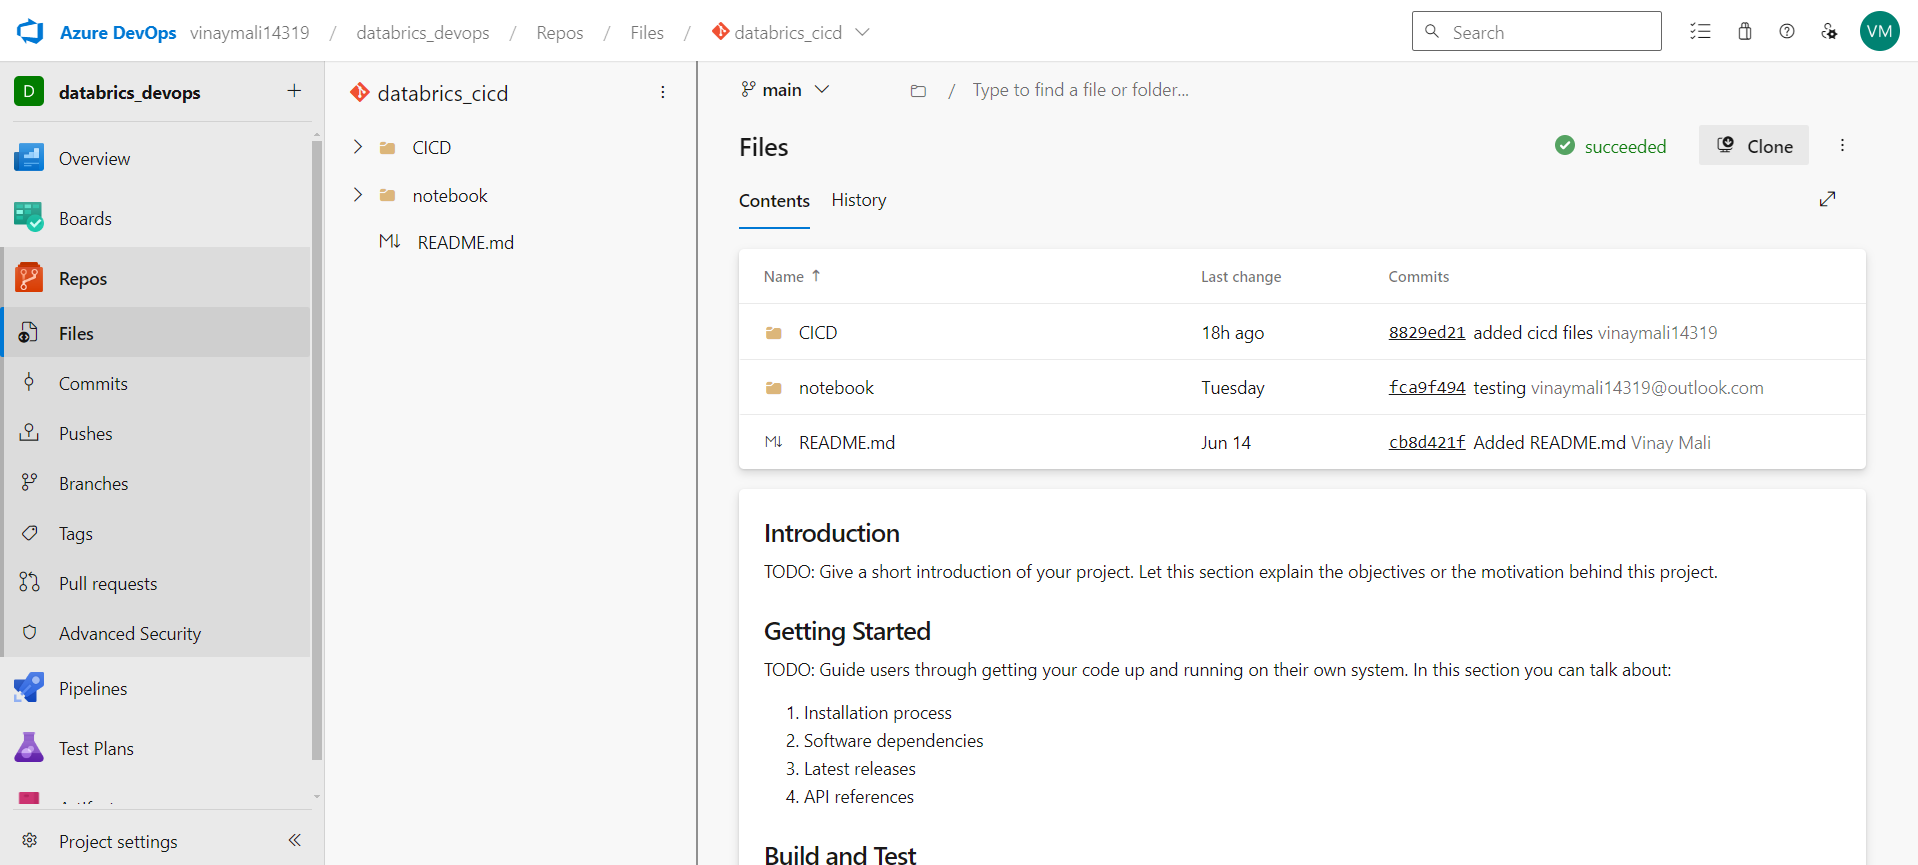 Azure DevOps vinaymali14319 / databrics_devops / Repos / Files / databrics_cicd
Search
VM
D databrics_devops
Overview
Boards
Repos
Files
Commits
Pushes
Branches
Tags
Pull requests
Advanced Security
Pipelines
Test Plans
Project settings
databrics_cicd
CICD
notebook
README.md
main / Type to find a file or folder...
Files succeeded Clone
Contents History
Name ↑ Last change Commits
CICD 18h ago 8829ed21 added cicd files vinaymali14319
notebook Tuesday fca9f494 testing vinaymali14319@outlook.com
README.md Jun 14 cb8d421f Added README.md Vinay Mali
Introduction
TODO: Give a short introduction of your project. Let this section explain the objectives or the motivation behind this project.
Getting Started
TODO: Guide users through getting your code up and running on their own system. In this section you can talk about:
1. Installation process
2. Software dependencies
3. Latest releases
4. API references
Build and Test